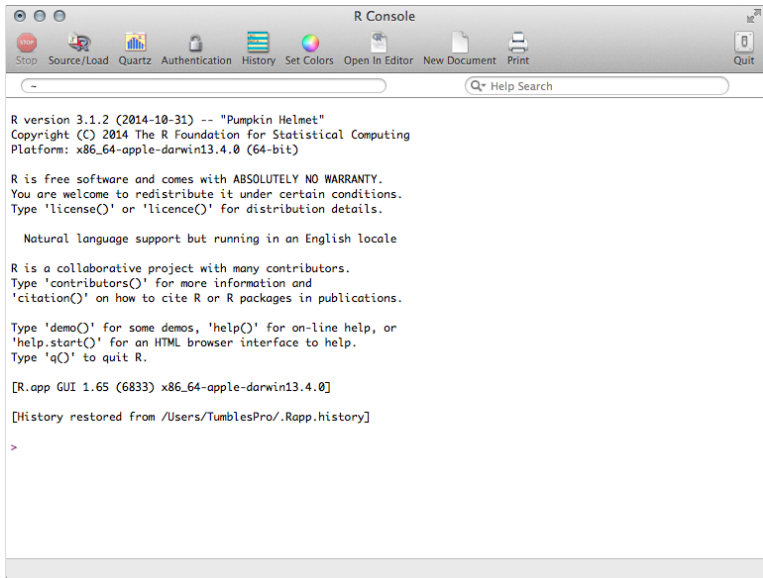 R Console
Stop Source/Load Quartz Authentication History Set Colors Open In Editor New Document Print Quit
~ Help Search
R version 3.1.2 (2014-10-31) -- "Pumpkin Helmet"
Copyright (C) 2014 The R Foundation for Statistical Computing
Platform: x86_64-apple-darwin13.4.0 (64-bit)
R is free software and comes with ABSOLUTELY NO WARRANTY.
You are welcome to redistribute it under certain conditions.
Type 'license()' or 'licence()' for distribution details.
Natural language support but running in an English locale
R is a collaborative project with many contributors.
Type 'contributors()' for more information and
'citation()' on how to cite R or R packages in publications.
Type 'demo()' for some demos, 'help()' for on-line help, or
'help.start()' for an HTML browser interface to help.
Type 'q()' to quit R.
[R.app GUI 1.65 (6833) x86_64-apple-darwin13.4.0]
[History restored from /Users/TumblesPro/.Rapp.history]
>